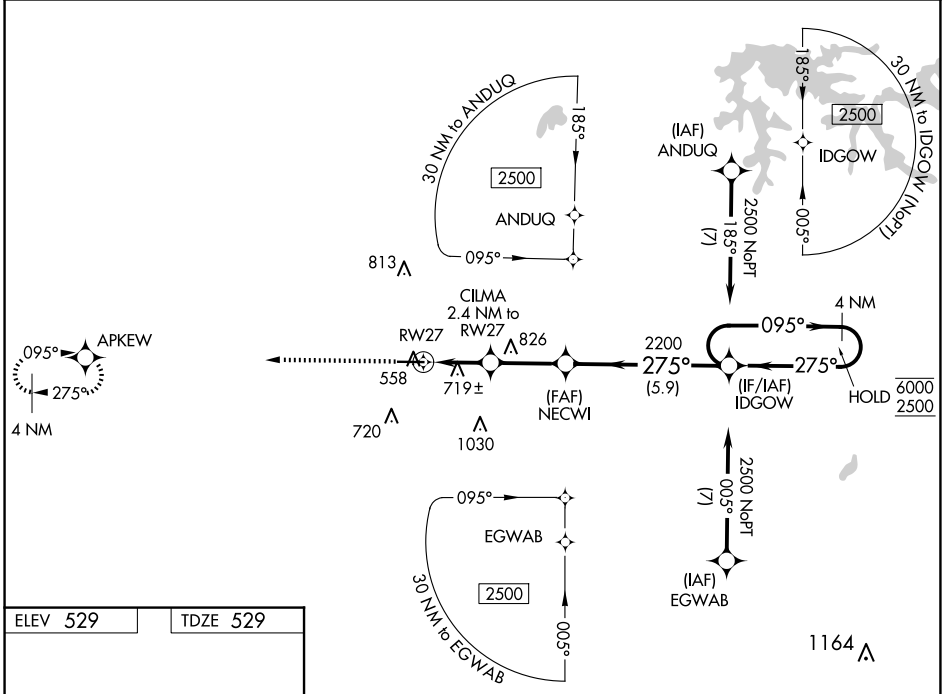 30 NM to ANDUQ
185°
2500
ANDUQ
095°
(IAF)
ANDUQ
2500 NoPT
185°
(7)
185°
30 NM to IDGOW (NoPT)
2500
IDGOW
005°
813
CILMA
2.4 NM to
RW27
RW27
826
558
719±
720
1030
APKEW
095°
275°
4 NM
(FAF)
NECWI
2200
275°
(5.9)
095°
275°
4 NM
(IF/IAF)
IDGOW
HOLD
6000
2500
2500 NoPT
005°
(7)
(IAF)
EGWAB
095°
EGWAB
2500
005°
30 NM to EGWAB
1164
ELEV 529
TDZE 529